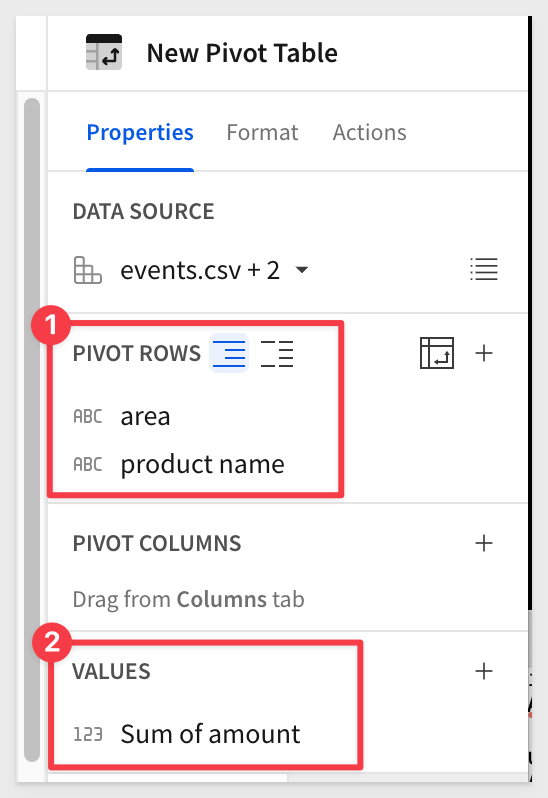 New Pivot Table
Properties Format Actions
DATA SOURCE
events.csv + 2
1
PIVOT ROWS
ABC area
ABC product name
PIVOT COLUMNS
Drag from Columns tab
2
VALUES
123 Sum of amount